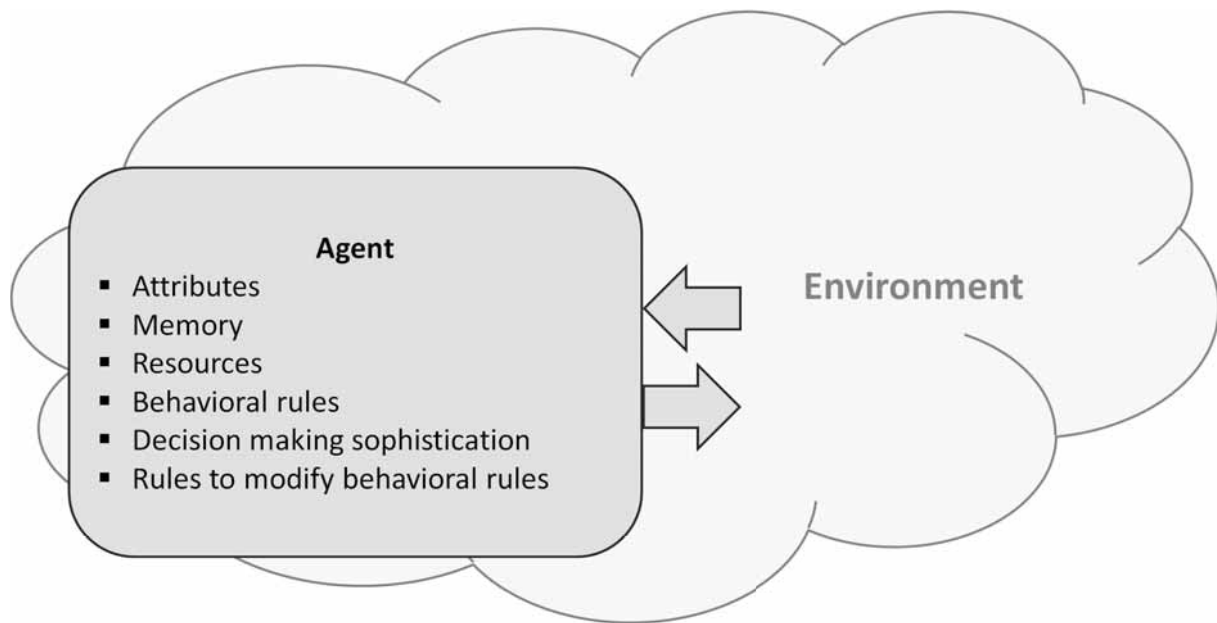 Agent
▪ Attributes
▪ Memory
▪ Resources
▪ Behavioral rules
▪ Decision making sophistication
▪ Rules to modify behavioral rules
Environment